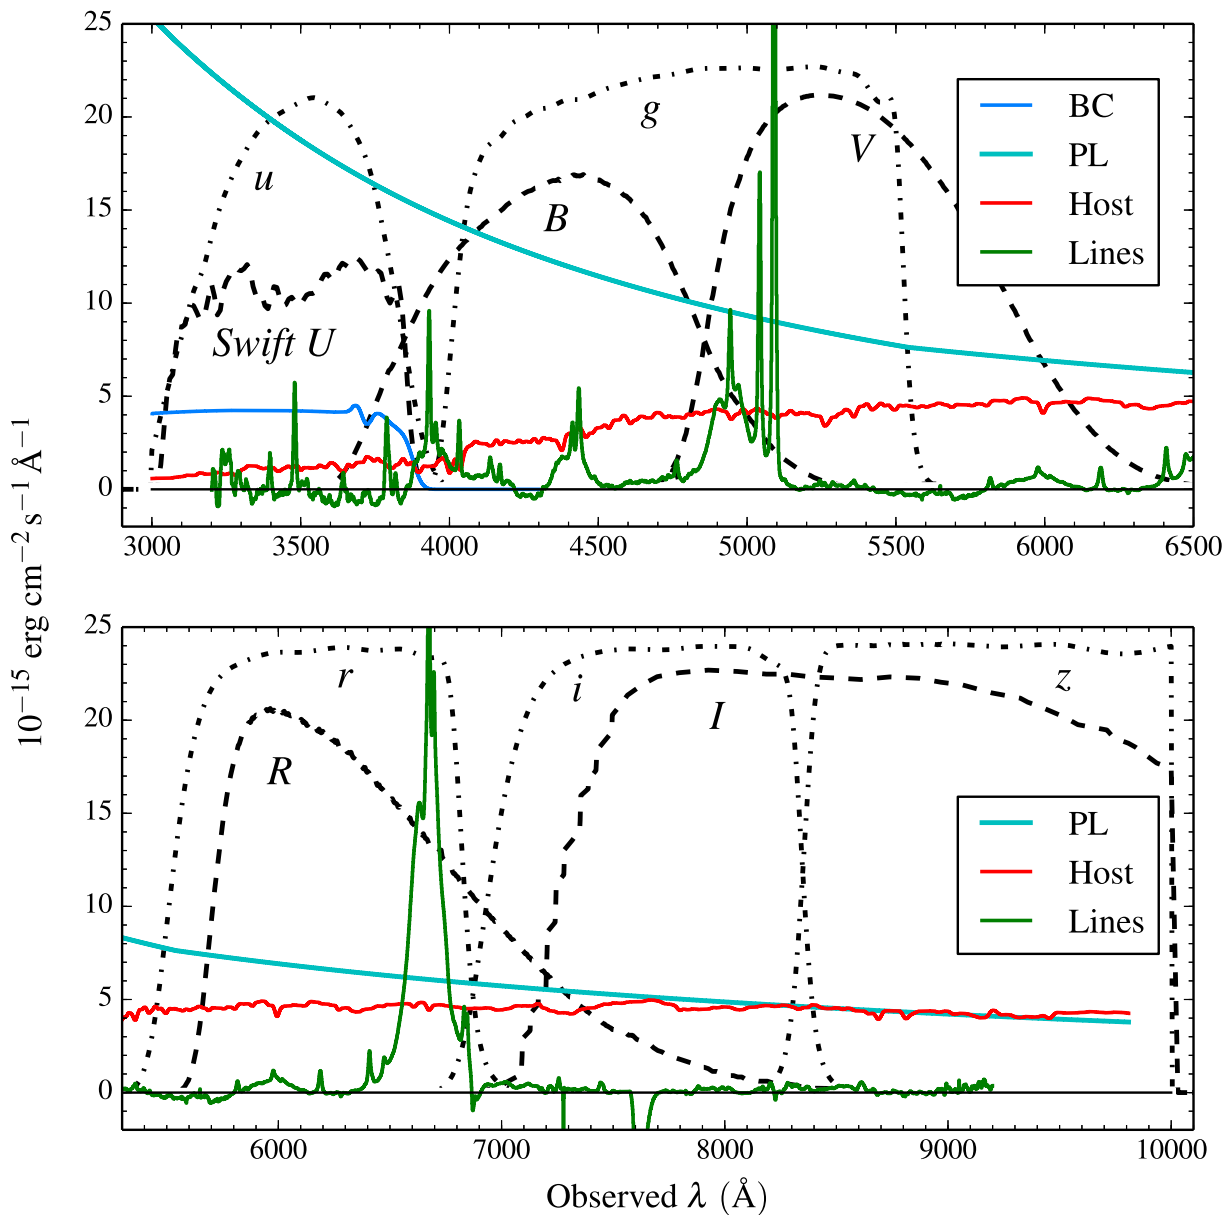 10−15 erg cm−2 s−1 Å−1
25
20
15
10
5
0
u
Swift U
B
g
V
BC
PL
Host
Lines
3000 3500 4000 4500 5000 5500 6000 6500
25
20
15
10
5
0
r
R
i
I
z
PL
Host
Lines
6000 7000 8000 9000 10000
Observed λ (Å)